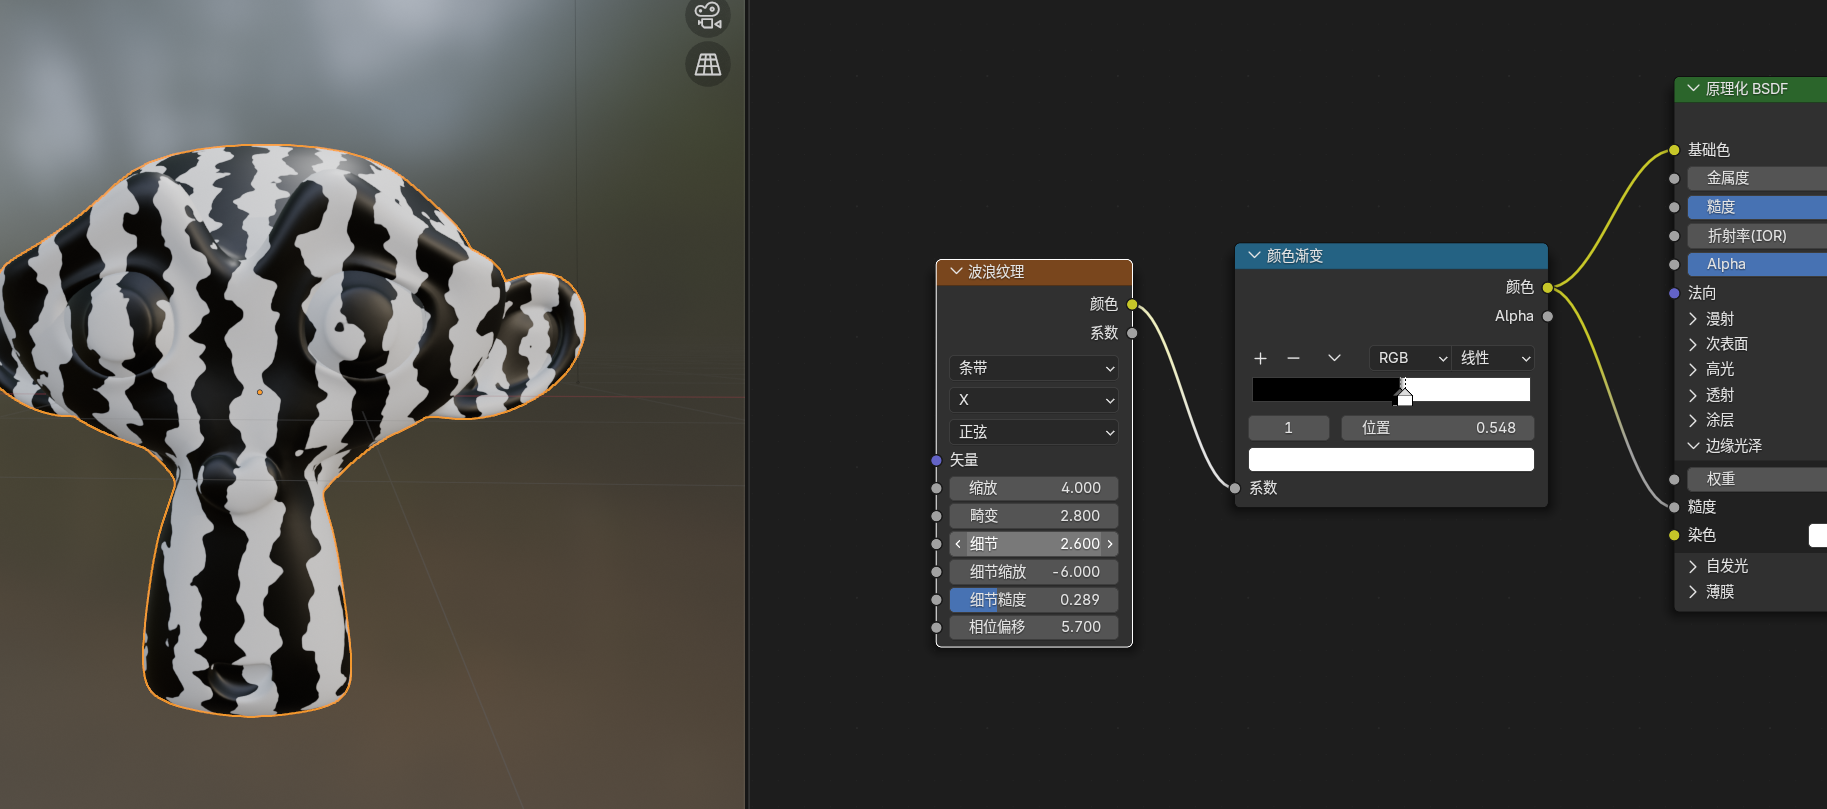 波浪纹理
颜色
系数
条带
X
正弦
矢量
缩放 4.000
畸变 2.800
细节 2.600
细节缩放 -6.000
细节糙度 0.289
相位偏移 5.700
颜色渐变
颜色
Alpha
RGB 线性
1 位置 0.548
系数
原理化 BSDF
基础色
金属度
糙度
折射率(IOR)
Alpha
法向
漫射
次表面
高光
透射
涂层
边缘光泽
权重
糙度
染色
自发光
薄膜